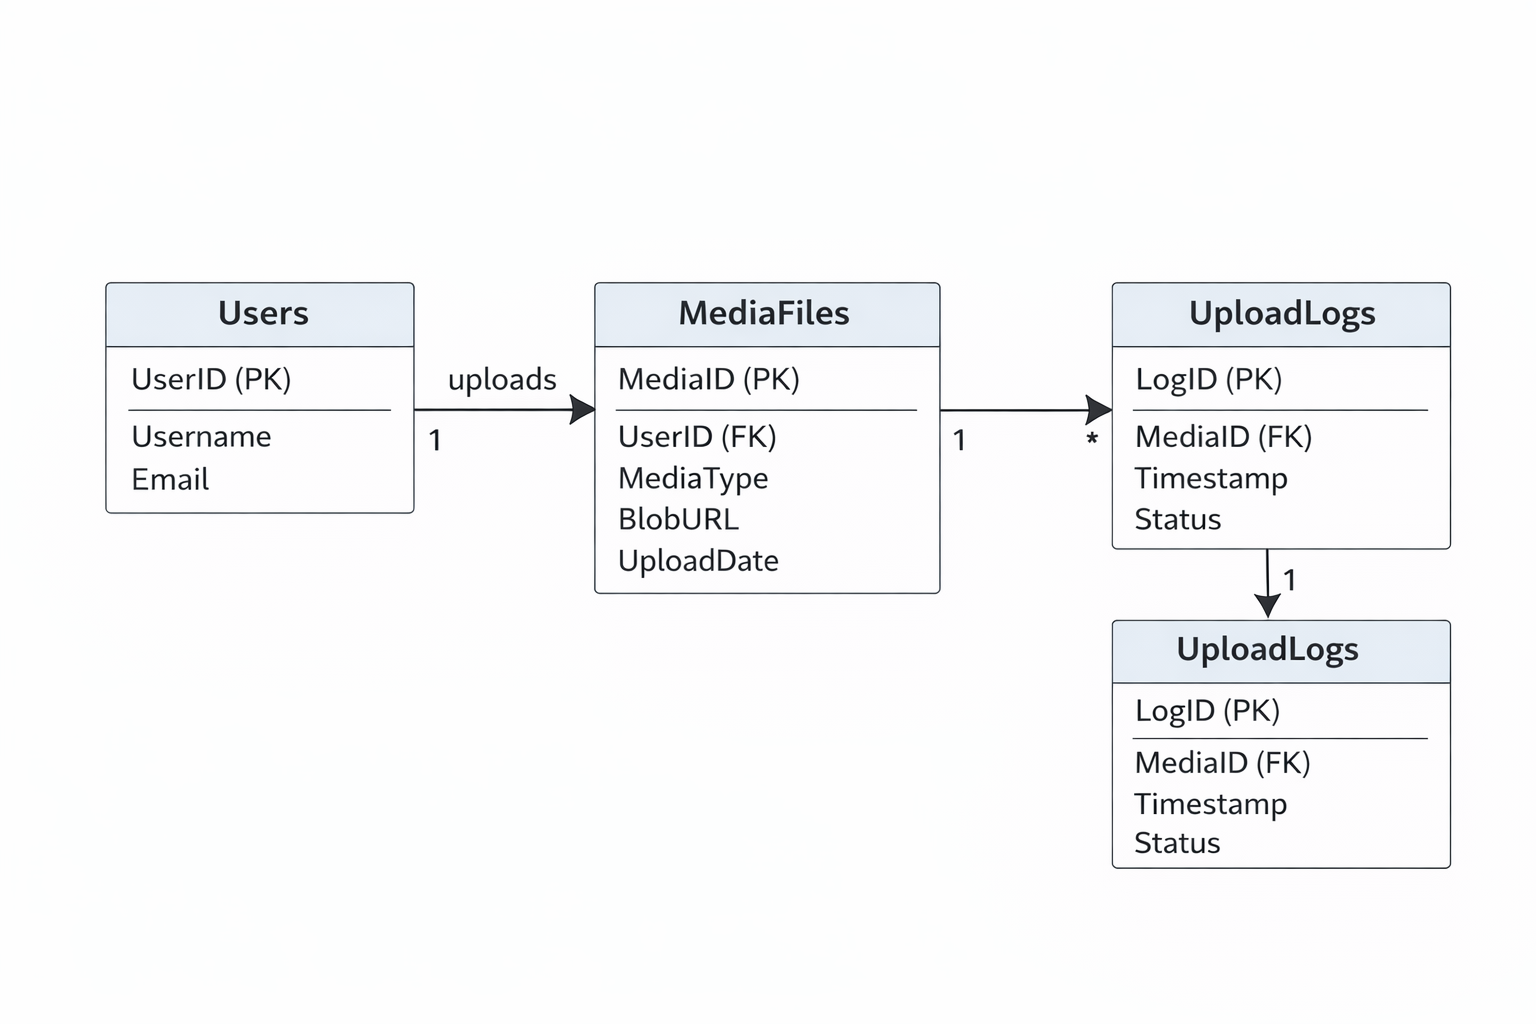 Users
UserID (PK)
Username
Email
uploads
1
MediaFiles
MediaID (PK)
UserID (FK)
MediaType
BlobURL
UploadDate
1
*
UploadLogs
LogID (PK)
MediaID (FK)
Timestamp
Status
1
UploadLogs
LogID (PK)
MediaID (FK)
Timestamp
Status